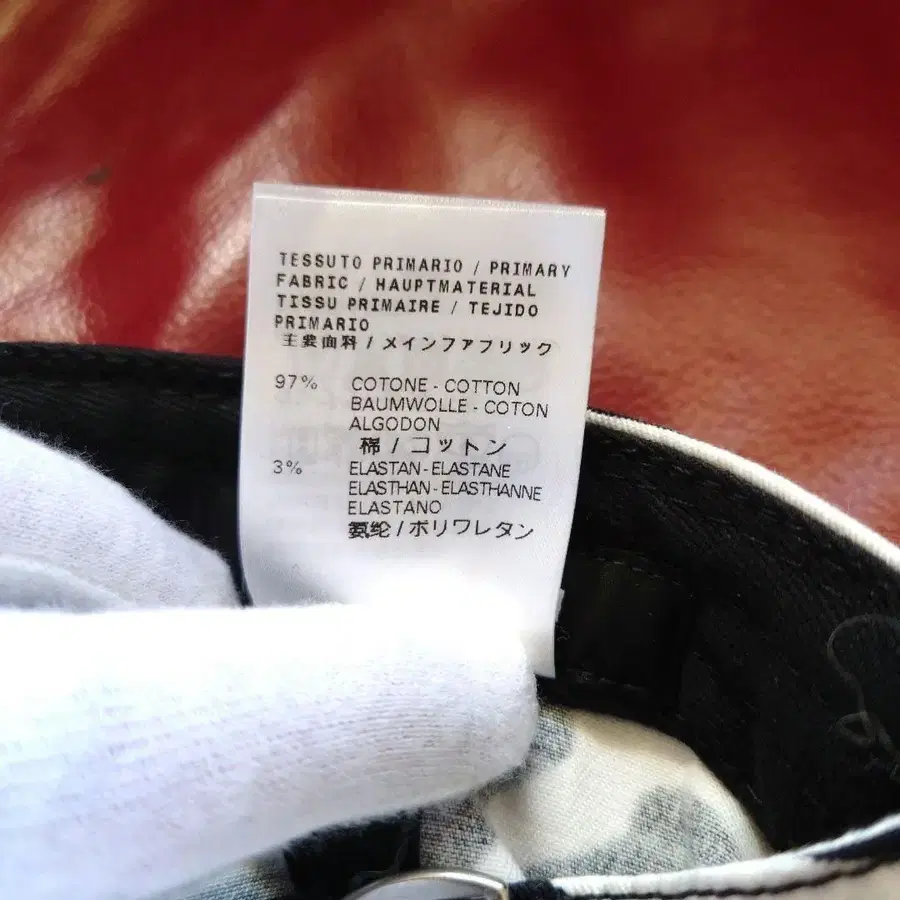 TESSUTO PRIMARIO / PRIMARY
FABRIC / HAUPTMATERIAL
TISSU PRIMAIRE / TEJIDO
PRIMARIO
主要面料 / メインファブリック
97% COTONE - COTTON
BAUMWOLLE - COTON
ALGODON
棉 / コットン
3% ELASTAN - ELASTANE
ELASTHAN - ELASTHANNE
ELASTANO
氨纶 / ポリウレタン